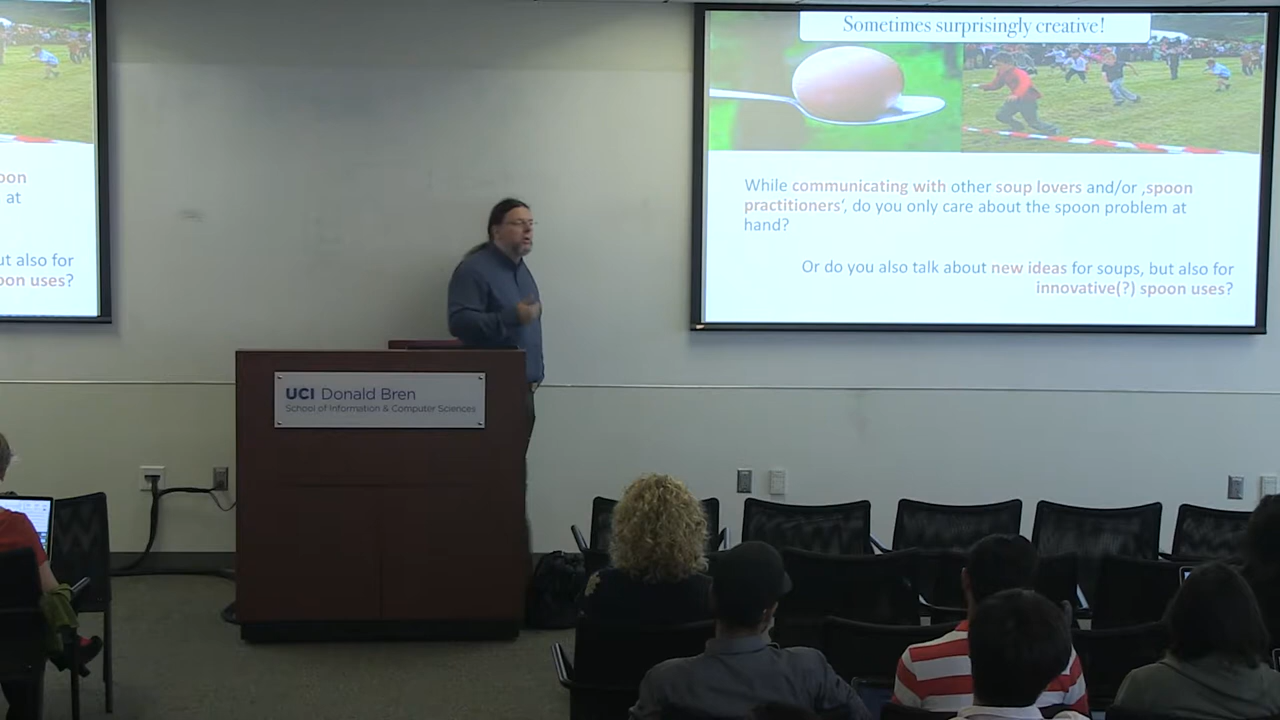 oon
at
ut also for
oon uses?
UCI Donald Bren
School of Information & Computer Sciences
Sometimes surprisingly creative!
While communicating with other soup lovers and/or ‚spoon
practitioners‘, do you only care about the spoon problem at
hand?
Or do you also talk about new ideas for soups, but also for
innovative(?) spoon uses?